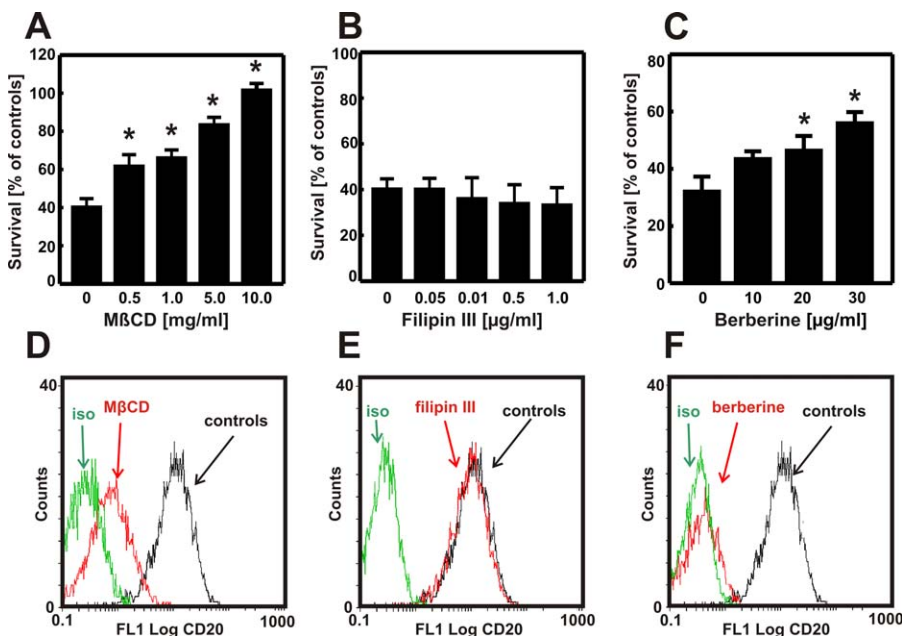 A
Survival [% of controls]
120
100
80
60
40
20
0
*
*
*
*
0 0.5 1.0 5.0 10.0
MßCD [mg/ml]
B
Survival [% of controls]
100
80
60
40
20
0
0 0.05 0.01 0.5 1.0
Filipin III [µg/ml]
C
Survival [% of controls]
80
60
40
20
0
*
*
0 10 20 30
Berberine [µg/ml]
D
Counts
40
0
iso
MβCD
controls
0.1 1000
FL1 Log CD20
E
Counts
40
0
iso
filipin III
controls
0.1 1000
FL1 Log CD20
F
Counts
40
0
iso
berberine
controls
0.1 1000
FL1 Log CD20